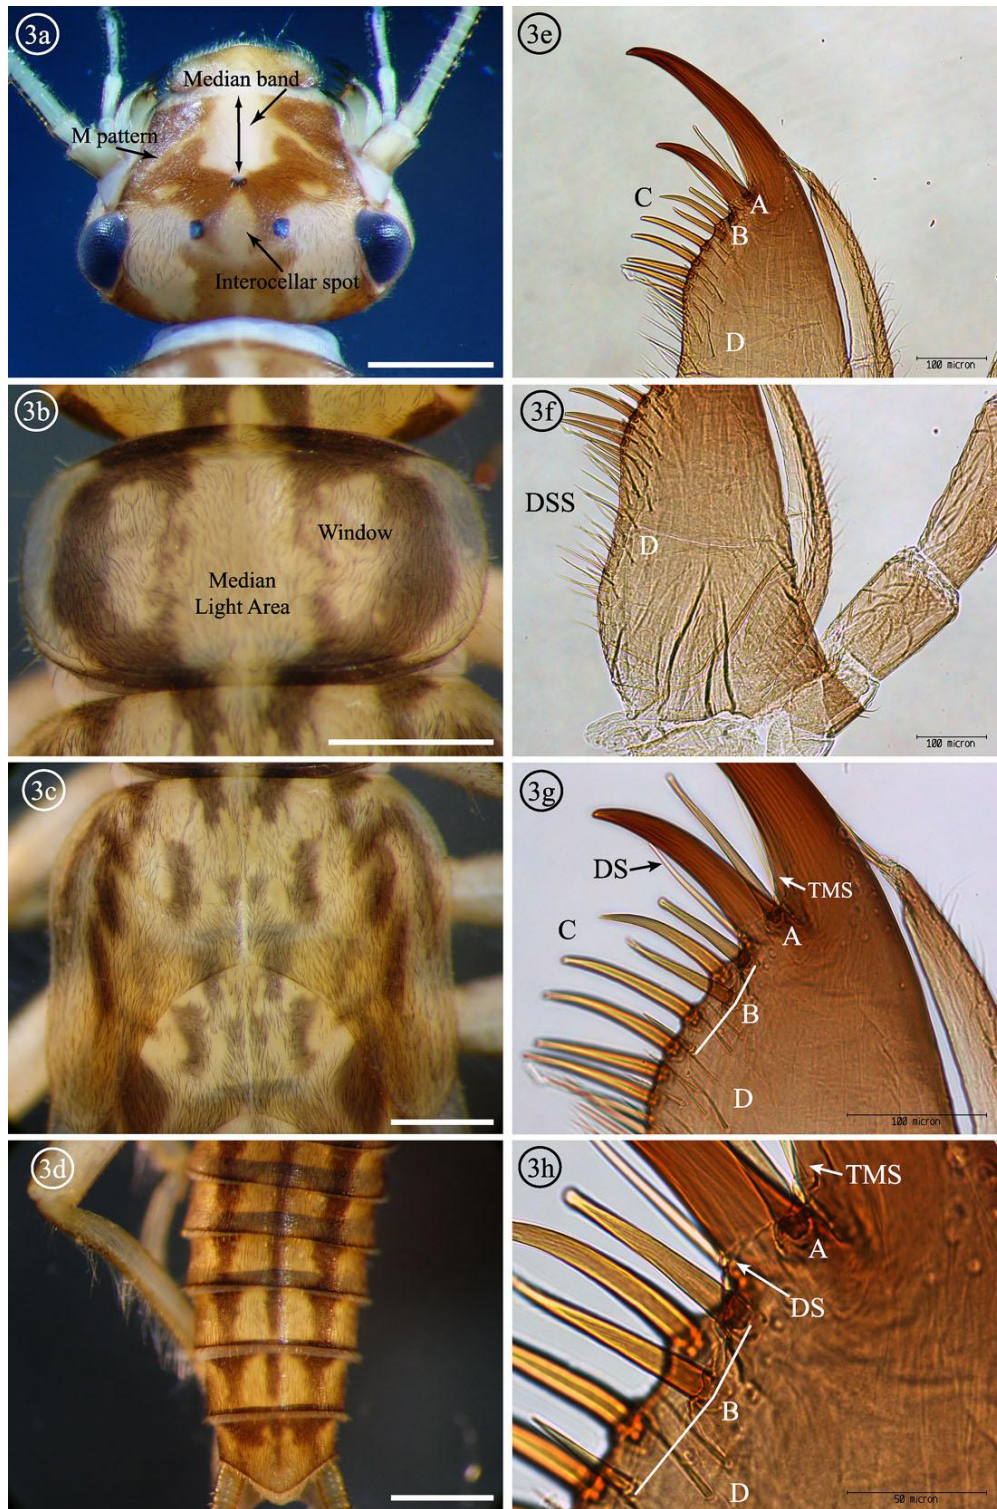 3a
Median band
M pattern
Interocellar spot
3b
Window
Median
Light Area
3c
3d
3e
C
A
B
D
100 micron
3f
DSS
D
100 micron
3g
DS
TMS
C
A
B
D
100 micron
3h
TMS
A
DS
B
D
50 micron